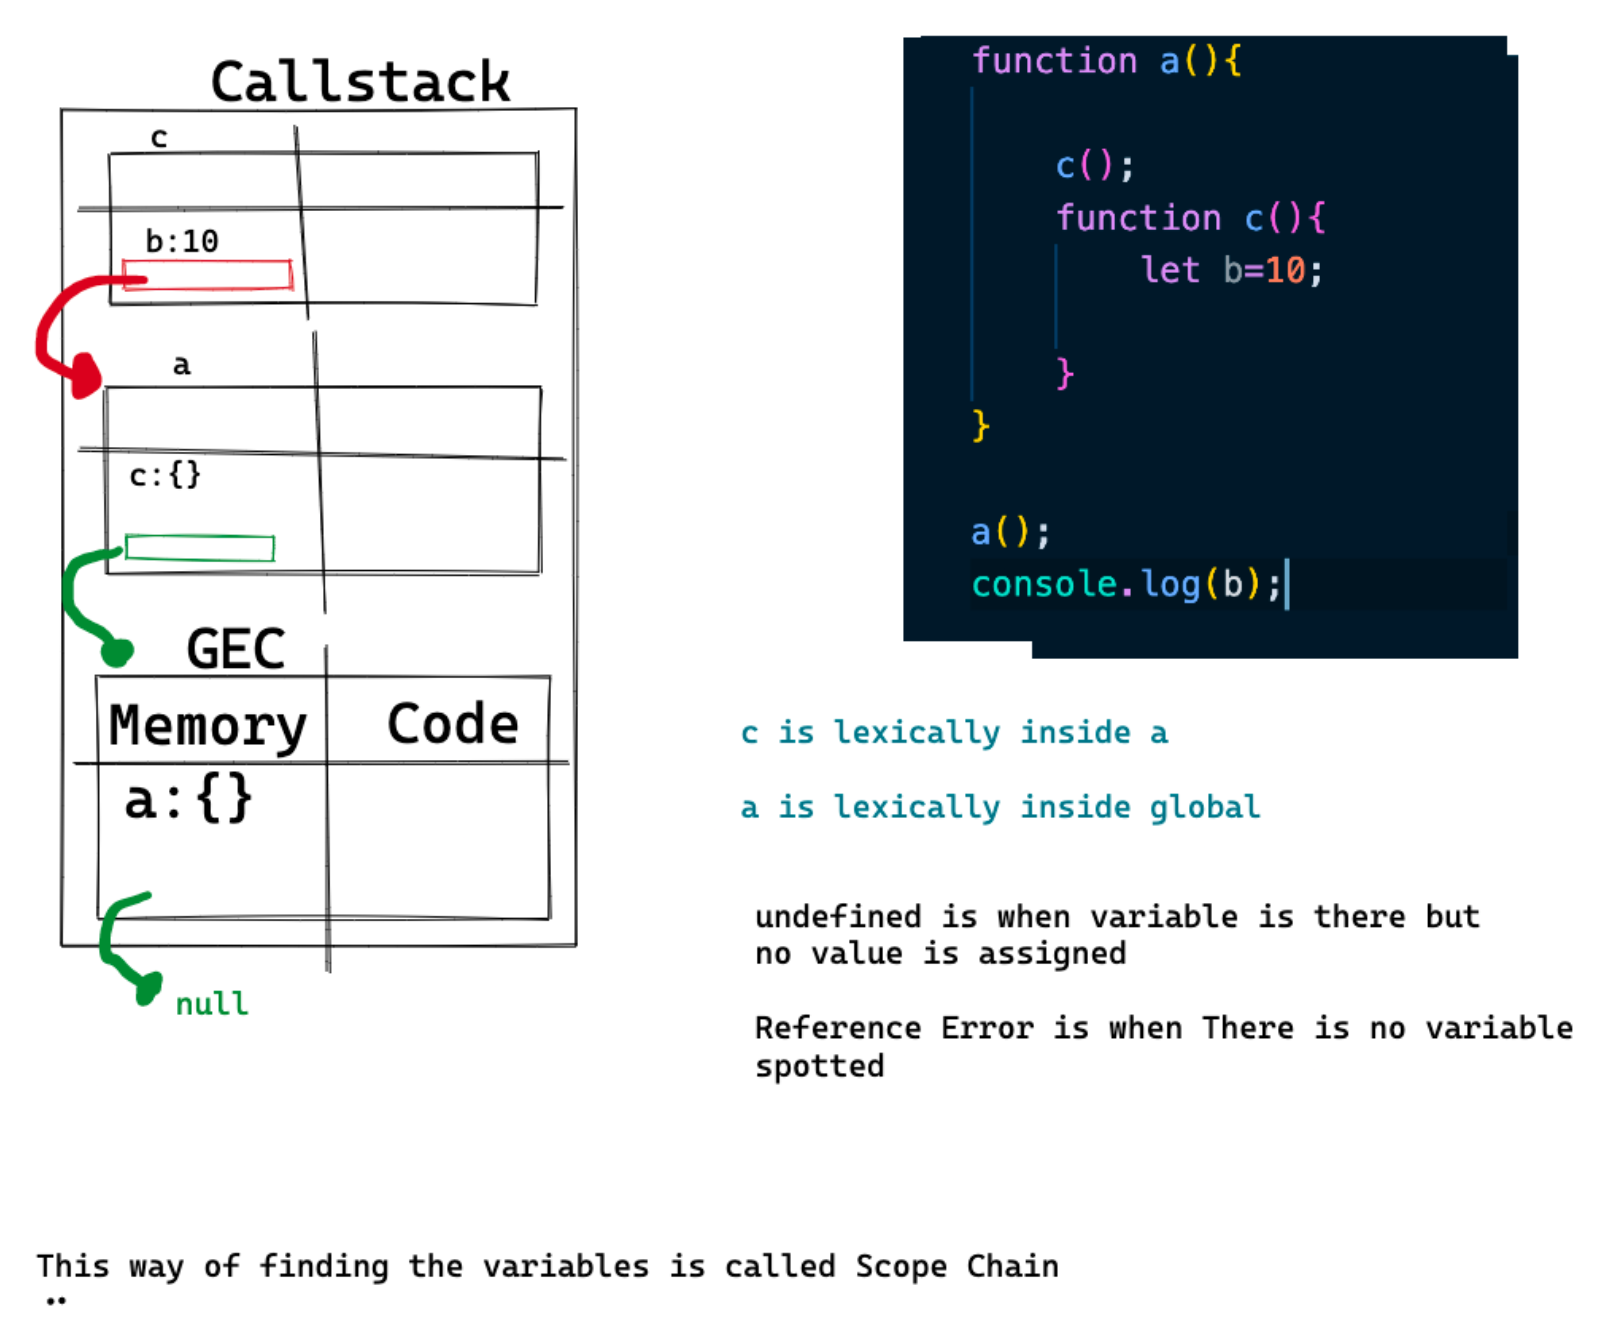 Callstack
c
b:10
a
c:{}
GEC
Memory Code
a:{}
null
function a(){
c();
function c(){
let b=10;
}
}
a();
console.log(b);
c is lexically inside a
a is lexically inside global
undefined is when variable is there but
no value is assigned
Reference Error is when There is no variable
spotted
This way of finding the variables is called Scope Chain
..